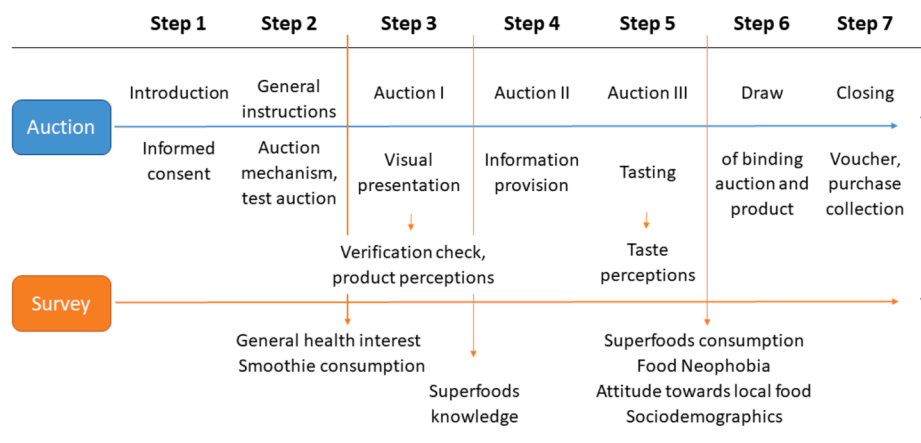 Step 1 Step 2 Step 3 Step 4 Step 5 Step 6 Step 7
Introduction
General
instructions
Auction I
Auction II
Auction III
Draw
Closing
Auction
Informed
consent
Auction
mechanism,
test auction
Visual
presentation
Information
provision
Tasting
of binding
auction and
product
Voucher,
purchase
collection
Verification check,
product perceptions
Taste
perceptions
Survey
General health interest
Smoothie consumption
Superfoods
knowledge
Superfoods consumption
Food Neophobia
Attitude towards local food
Sociodemographics